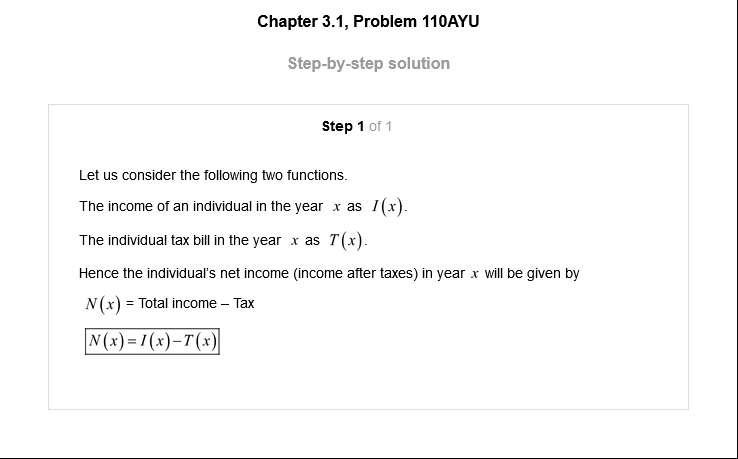 Chapter 3.1, Problem 110AYU
Step-by-step solution
Step 1 of 1
Let us consider the following two functions.
The income of an individual in the year x as I(x).
The individual tax bill in the year x as T(x).
Hence the individual's net income (income after taxes) in year x will be given by
N(x) = Total income – Tax
N(x)=I(x)−T(x)